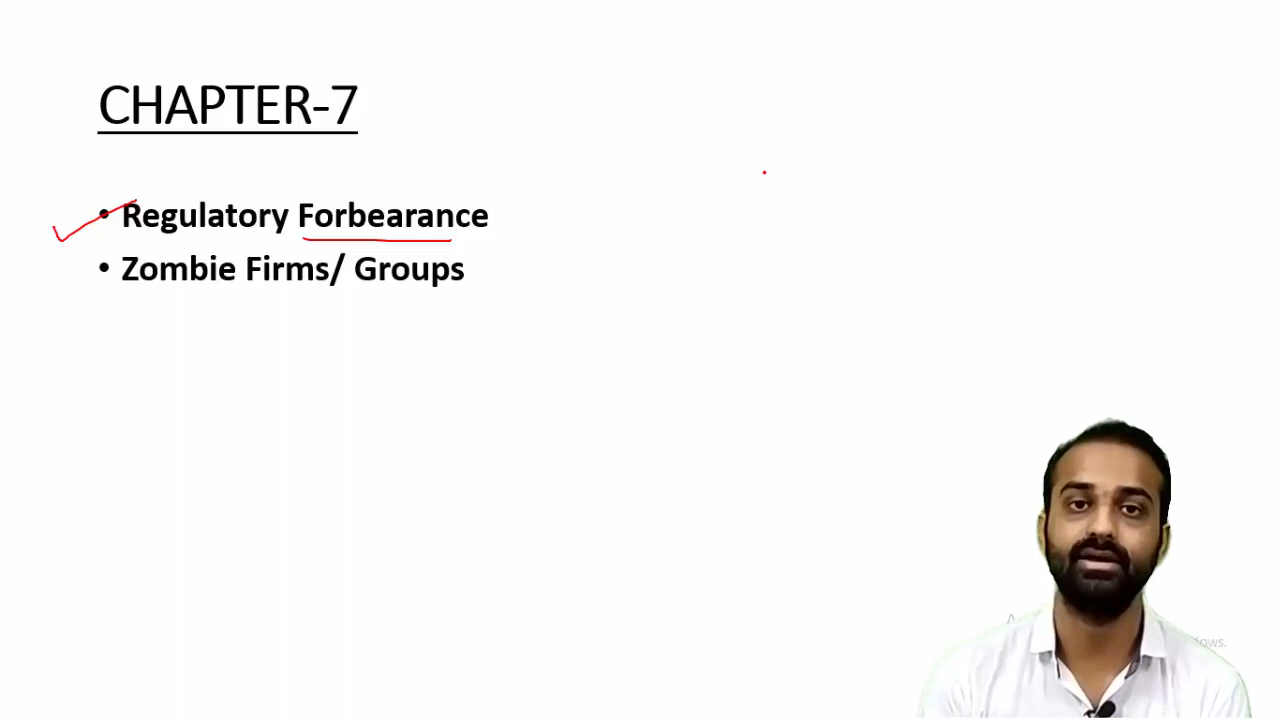 CHAPTER-7
• Regulatory Forbearance
• Zombie Firms/ Groups